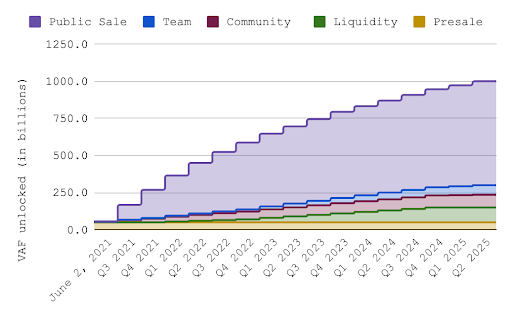 Public Sale Team Community Liquidity Presale
VAF unlocked (in billions)
1250.0
1000.0
750.0
500.0
250.0
0.0
June 2, 2021
Q3 2021
Q4 2021
Q1 2022
Q2 2022
Q3 2022
Q4 2022
Q1 2023
Q2 2023
Q3 2023
Q4 2023
Q1 2024
Q2 2024
Q3 2024
Q4 2024
Q1 2025
Q2 2025